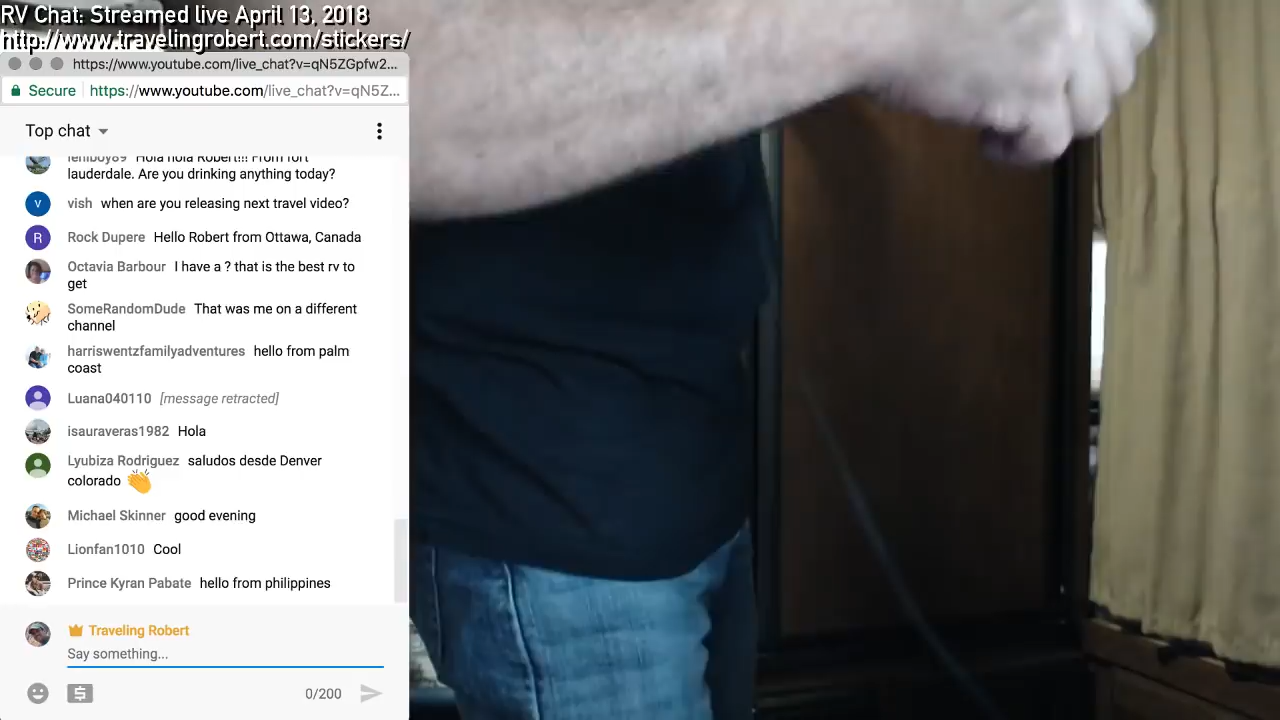 RV Chat: Streamed live April 13, 2018
http://www.travelingrobert.com/stickers/
https://www.youtube.com/live_chat?v=qN5ZGpfw2...
Secure https://www.youtube.com/live_chat?v=qN5Z...
Top chat
feniboy89 Hola hola Robert!!! From fort
lauderdale. Are you drinking anything today?
V vish when are you releasing next travel video?
R Rock Dupere Hello Robert from Ottawa, Canada
Octavia Barbour I have a ? that is the best rv to
get
SomeRandomDude That was me on a different
channel
harriswentzfamilyadventures hello from palm
coast
Luana040110 [message retracted]
isauraveras1982 Hola
Lyubiza Rodriguez saludos desde Denver
colorado 👏
Michael Skinner good evening
Lionfan1010 Cool
Prince Kyran Pabate hello from philippines
Traveling Robert
Say something...
0/200